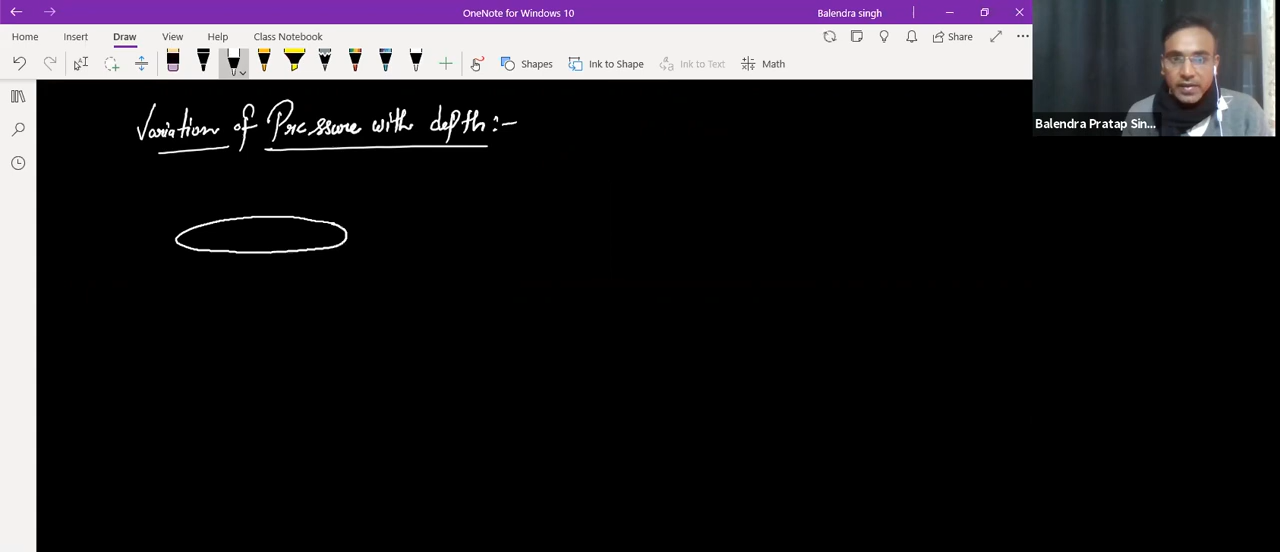 OneNote for Windows 10
Balendra singh
Home Insert Draw View Help Class Notebook
Share
Shapes Ink to Shape Ink to Text Math
Balendra Pratap Sin...
Variation of Pressure with depth:-